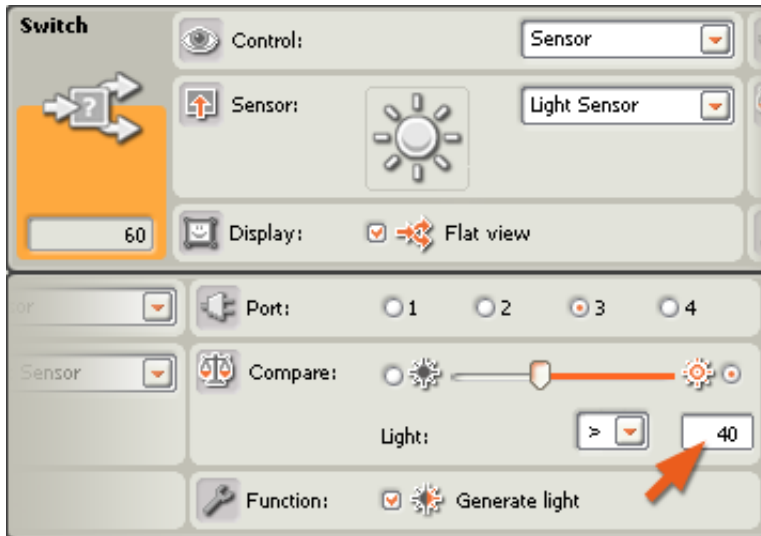 Switch
Control: Sensor
Sensor: Light Sensor
60
Display: Flat view
Port: 1 2 3 4
Sensor
Compare:
Light: > 40
Function: Generate light